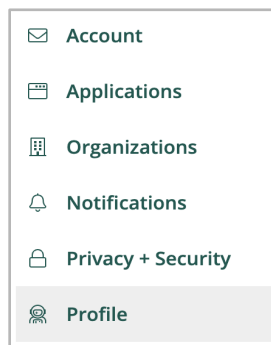 Account
Applications
Organizations
Notifications
Privacy + Security
Profile